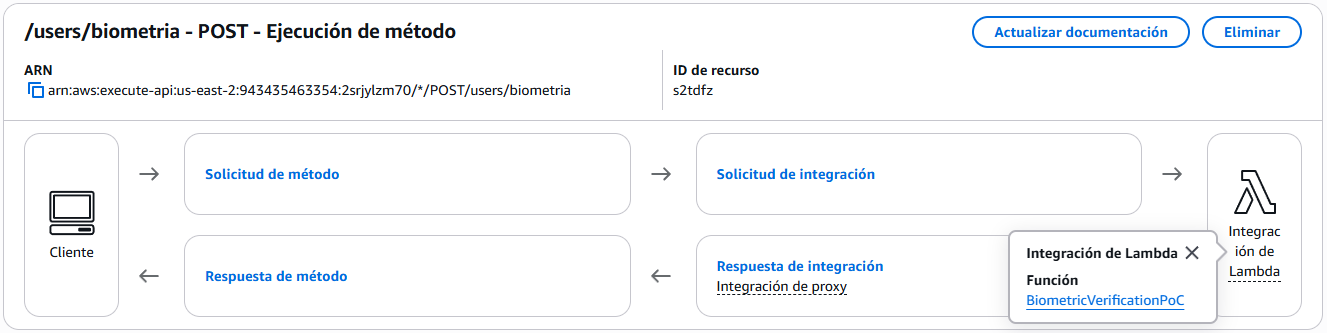 /users/biometria - POST - Ejecución de método
Actualizar documentación
Eliminar
ARN
arn:aws:execute-api:us-east-2:943435463354:2srjylzm70/*/POST/users/biometria
ID de recurso
s2tdfz
Cliente
Solicitud de método
Solicitud de integración
Integrac
ión de
Lambda
Respuesta de método
Respuesta de integración
Integración de proxy
Integración de Lambda
Función
BiometricVerificationPoC